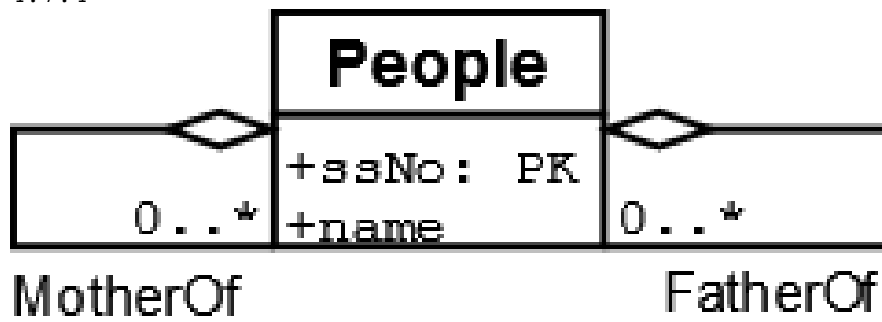 People
+ssNo: PK
0..* +name 0..*
MotherOf FatherOf